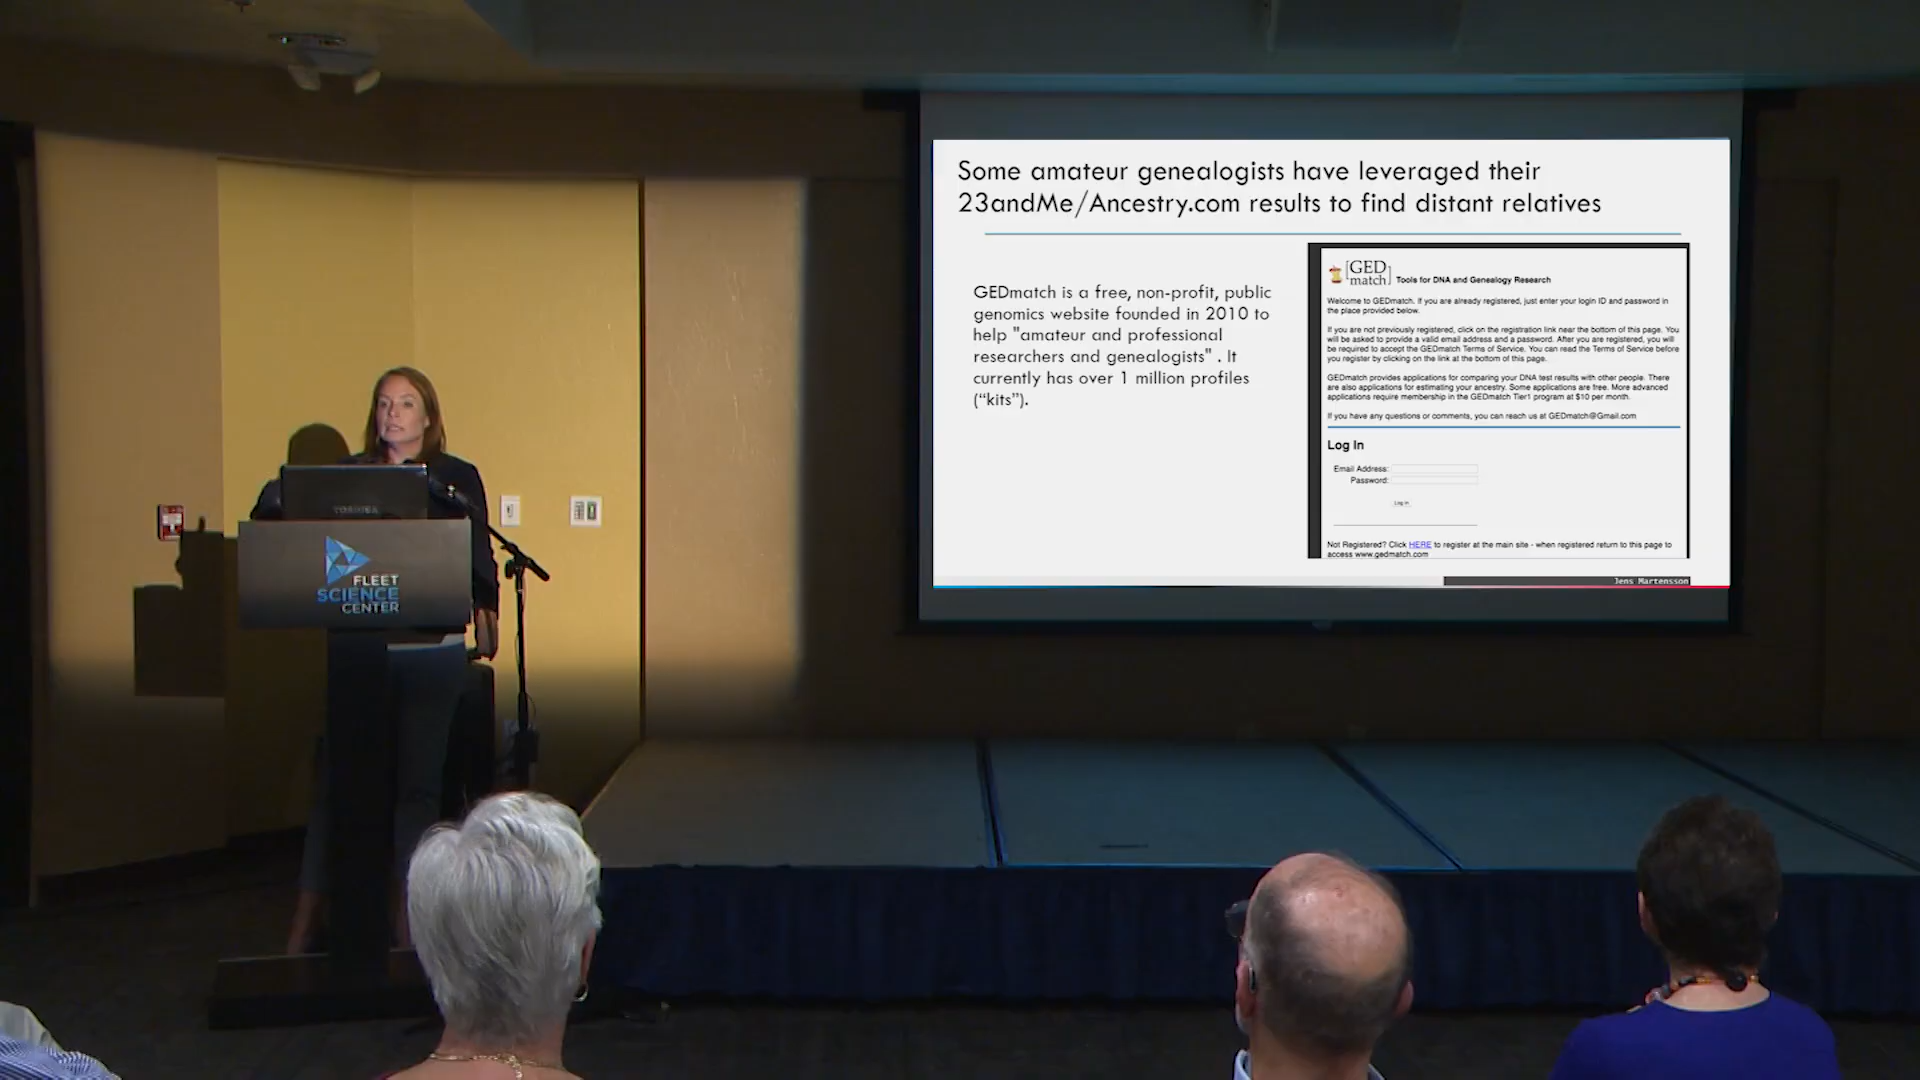 Some amateur genealogists have leveraged their
23andMe/Ancestry.com results to find distant relatives
GEDmatch is a free, non-profit, public
genomics website founded in 2010 to
help "amateur and professional
researchers and genealogists" . It
currently has over 1 million profiles
(“kits”).
[GED
match] Tools for DNA and Genealogy Research
Welcome to GEDmatch. If you are already registered, just enter your login ID and password in
the place provided below.
If you are not previously registered, click on the registration link near the bottom of this page. You
will be asked to provide a valid email address and a password. After you are registered, you will
be required to accept the GEDmatch Terms of Service. You can read the Terms of Service before
you register by clicking on the link at the bottom of this page.
GEDmatch provides applications for comparing your DNA test results with other people. There
are also applications for estimating your ancestry. Some applications are free. More advanced
applications require membership in the GEDmatch Tier1 program at $10 per month.
If you have any questions or comments, you can reach us at GEDmatch@Gmail.com
Log In
Email Address:
Password:
Log in
Not Registered? Click HERE to register at the main site - when registered return to this page to
access www.gedmatch.com
Jens Martensson
TOSHIBA
FLEET
SCIENCE
CENTER